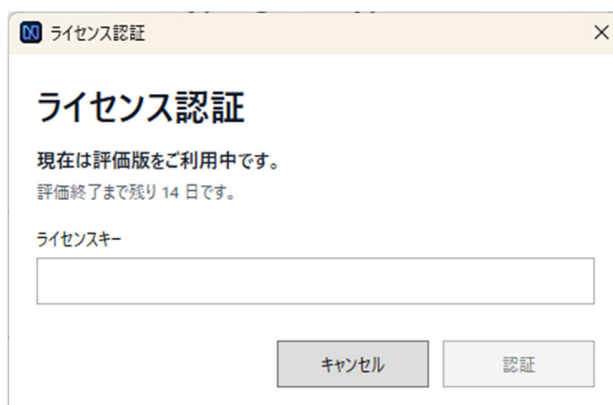 ライセンス認証
ライセンス認証
現在は評価版をご利用中です。
評価終了まで残り 14 日です。
ライセンスキー
キャンセル
認証